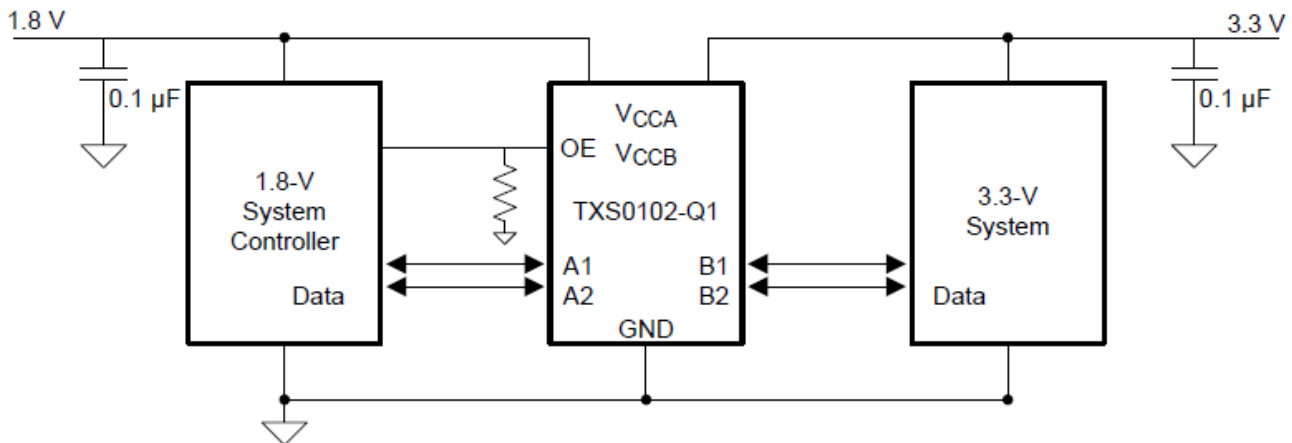 1.8 V
3.3 V
0.1 µF
0.1 µF
VCCA
OE VCCB
1.8-V
System
Controller
TXS0102-Q1
3.3-V
System
A1
B1
Data
A2
B2
Data
GND